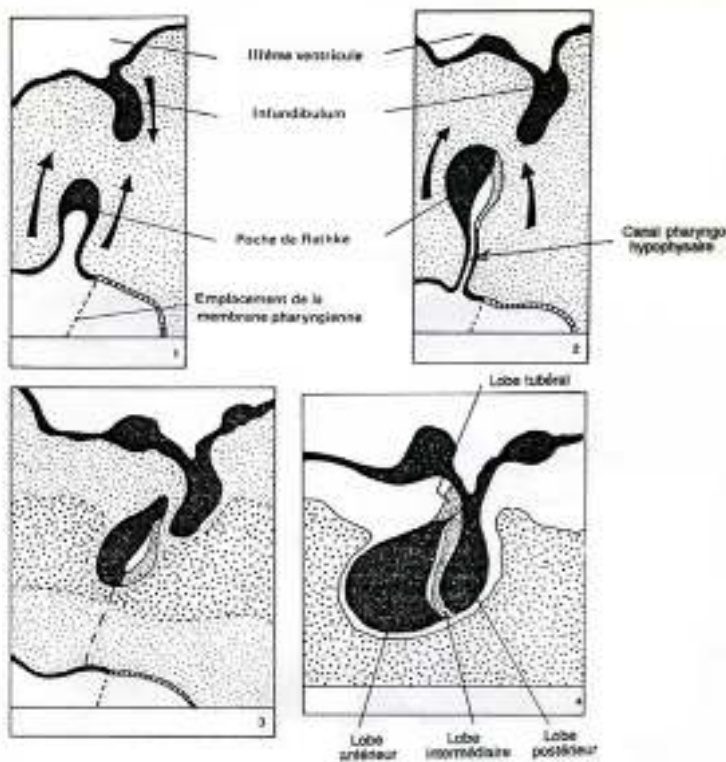 IIIème ventricule
Infundibulum
Poche de Rathke
Canal pharyngo
hypophysaire
Emplacement de la
membrane pharyngienne
1
2
Lobe tubéral
3
4
Lobe
antérieur
Lobe
intermédiaire
Lobe
postérieur